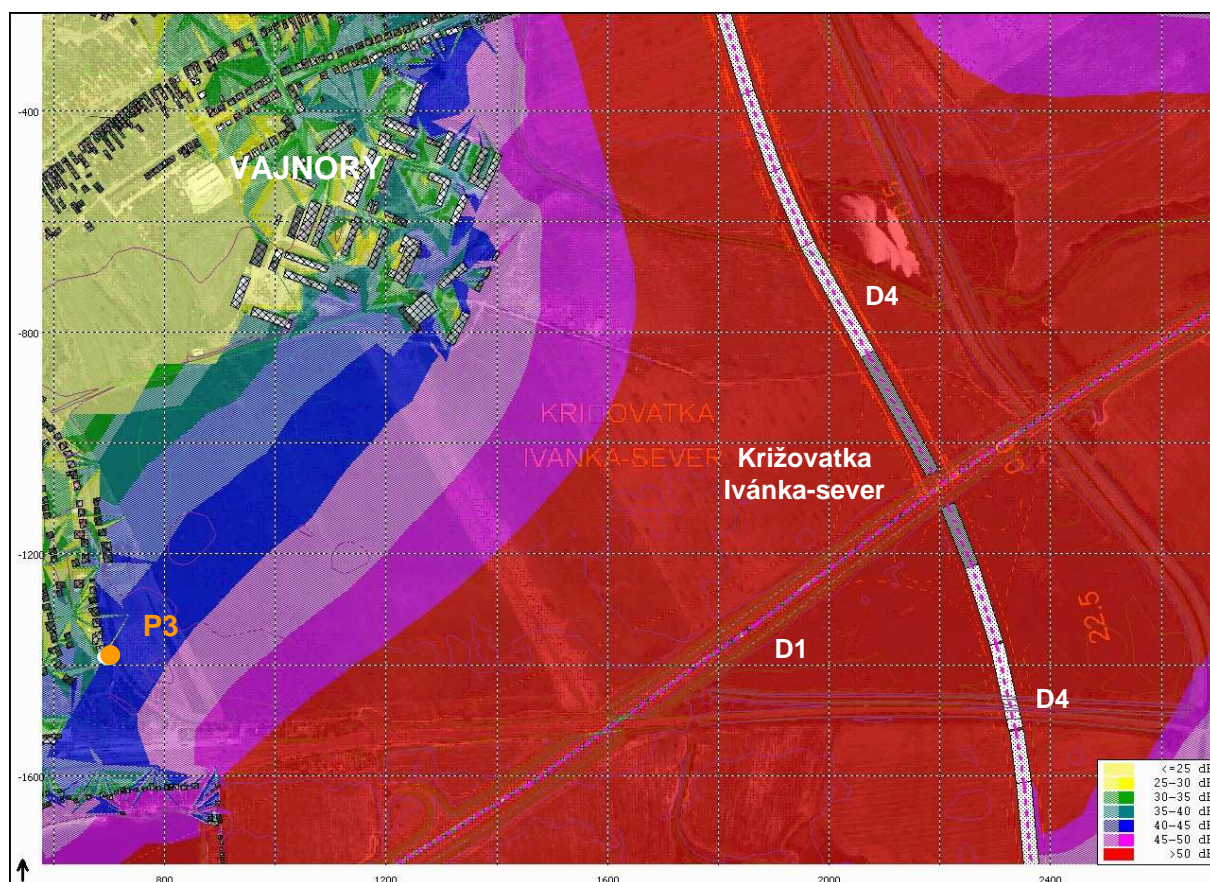 VAJNORY
-400
D4
-800
KRIŽOVATKA
IVANKA-SEVER
Križovatka
Ivánka-sever
-1200
P3
22.5
D1
D4
-1600
<=25 dB
25-30 dB
30-35 dB
35-40 dB
40-45 dB
45-50 dB
>50 dB
800
1200
1600
2000
2400